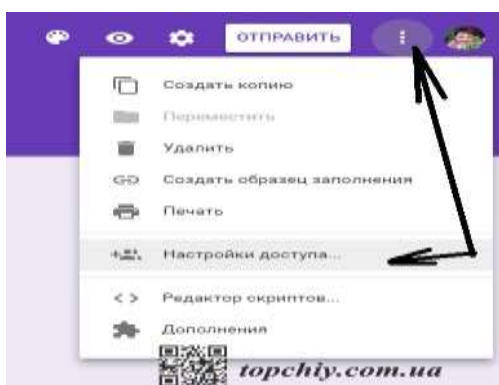 ОТПРАВИТЬ
Создать копию
Переместить
Удалить
Создать образец заполнения
Печать
Настройки доступа...
Редактор скриптов...
Дополнения
topchiy.com.ua